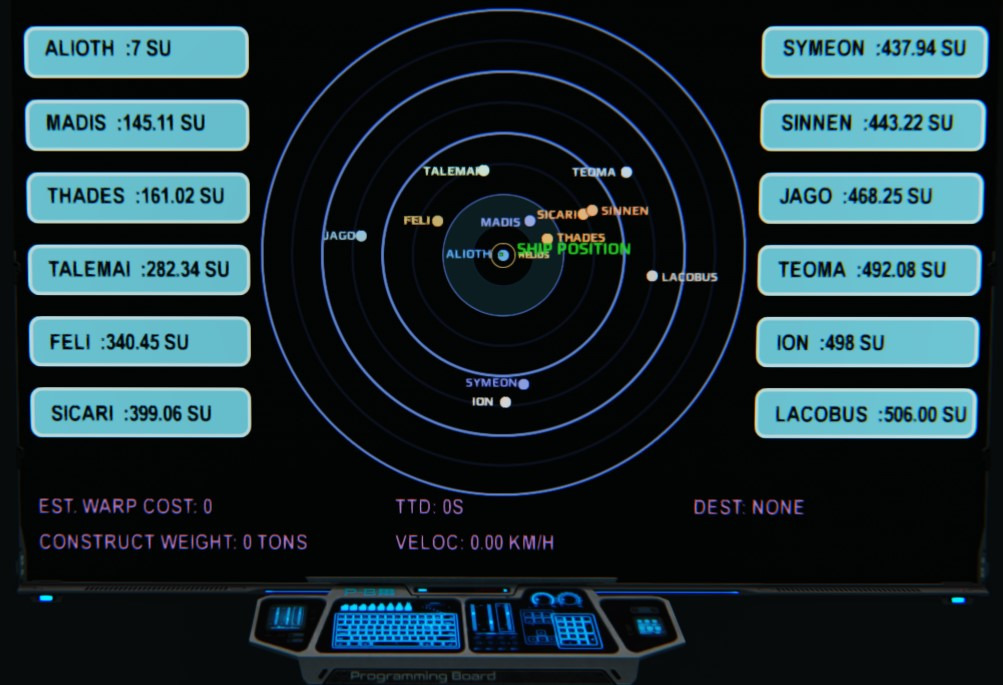 ALIOTH :7 SU
MADIS :145.11 SU
THADES :161.02 SU
TALEMAI :282.34 SU
FELI :340.45 SU
SICARI :399.06 SU
TALEMAI
TEOMA
FELI
MADIS
SICARI
SINNEN
JAGO
THADES
SHIP POSITION
ALIOTH
HELIOS
LACOBUS
SYMEON
ION
SYMEON :437.94 SU
SINNEN :443.22 SU
JAGO :468.25 SU
TEOMA :492.08 SU
ION :498 SU
LACOBUS :506.00 SU
EST. WARP COST: 0
TTD: 0S
DEST: NONE
CONSTRUCT WEIGHT: 0 TONS
VELOC: 0.00 KM/H
Programming Board